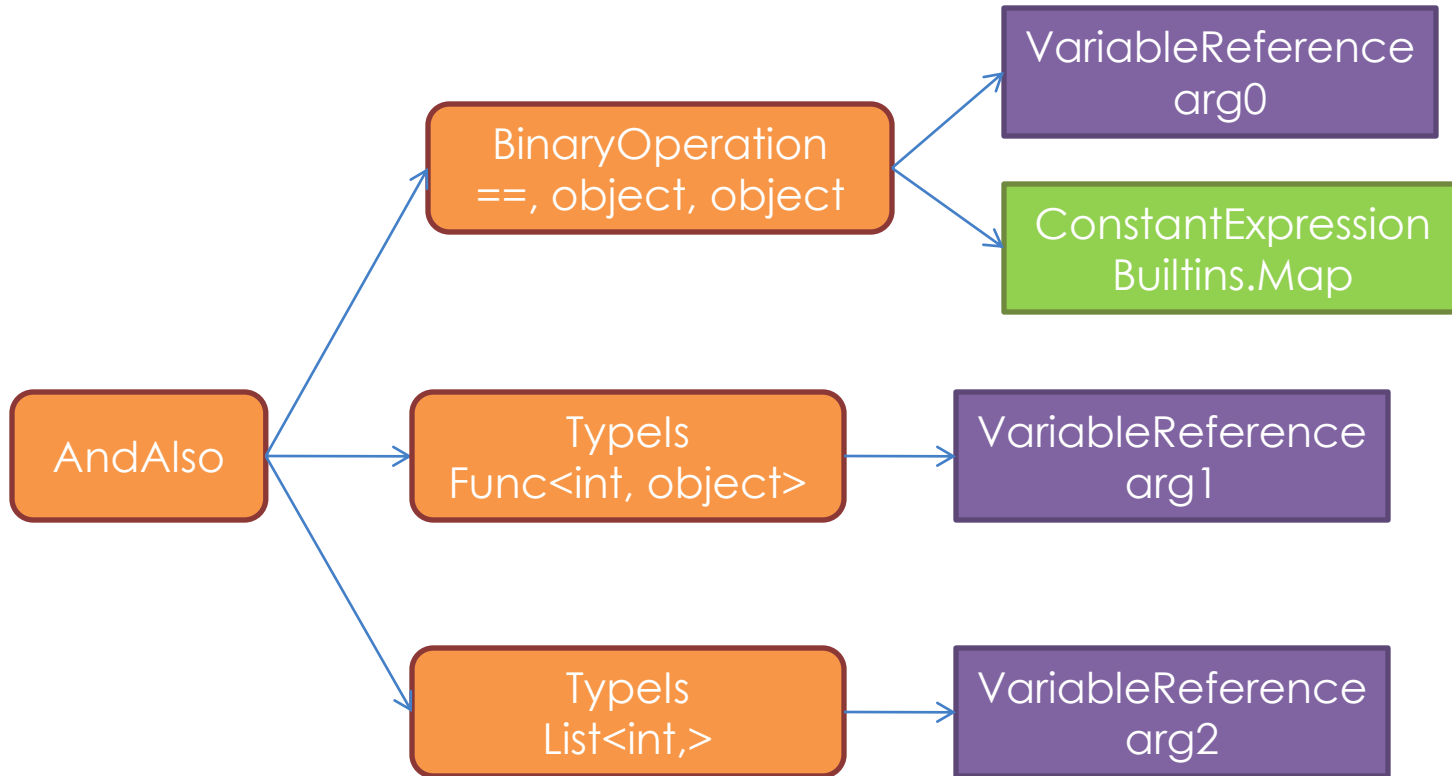 VariableReference
arg0
BinaryOperation
==, object, object
ConstantExpression
Builtins.Map
AndAlso
TypeIs
Func<int, object>
VariableReference
arg1
TypeIs
List<int,>
VariableReference
arg2